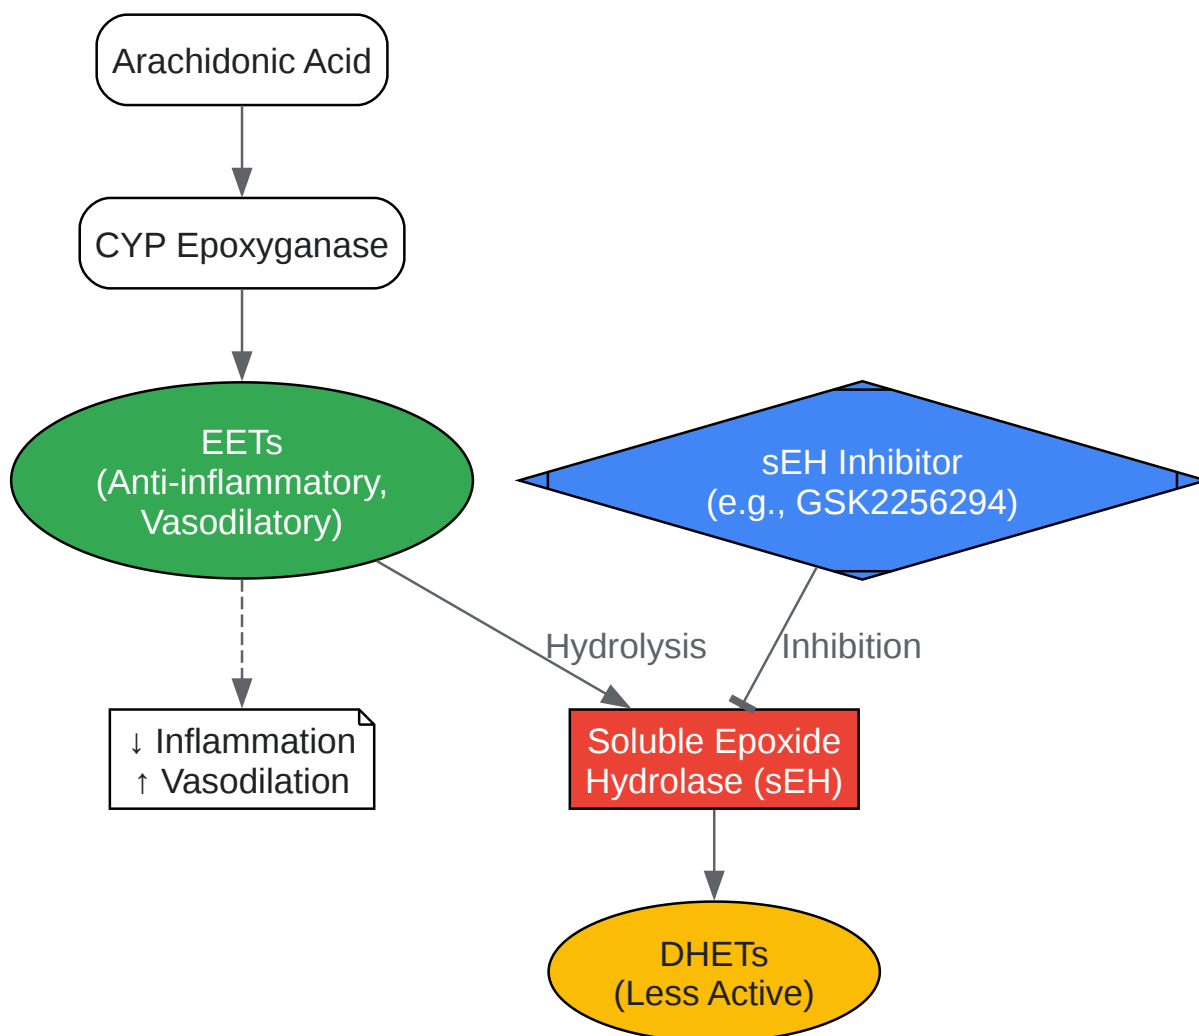 Arachidonic Acid
CYP Epoxyganase
EETs
(Anti-inflammatory,
Vasodilatory)
sEH Inhibitor
(e.g., GSK2256294)
Hydrolysis
Inhibition
↓ Inflammation
↑ Vasodilation
Soluble Epoxide
Hydrolase (sEH)
DHETs
(Less Active)